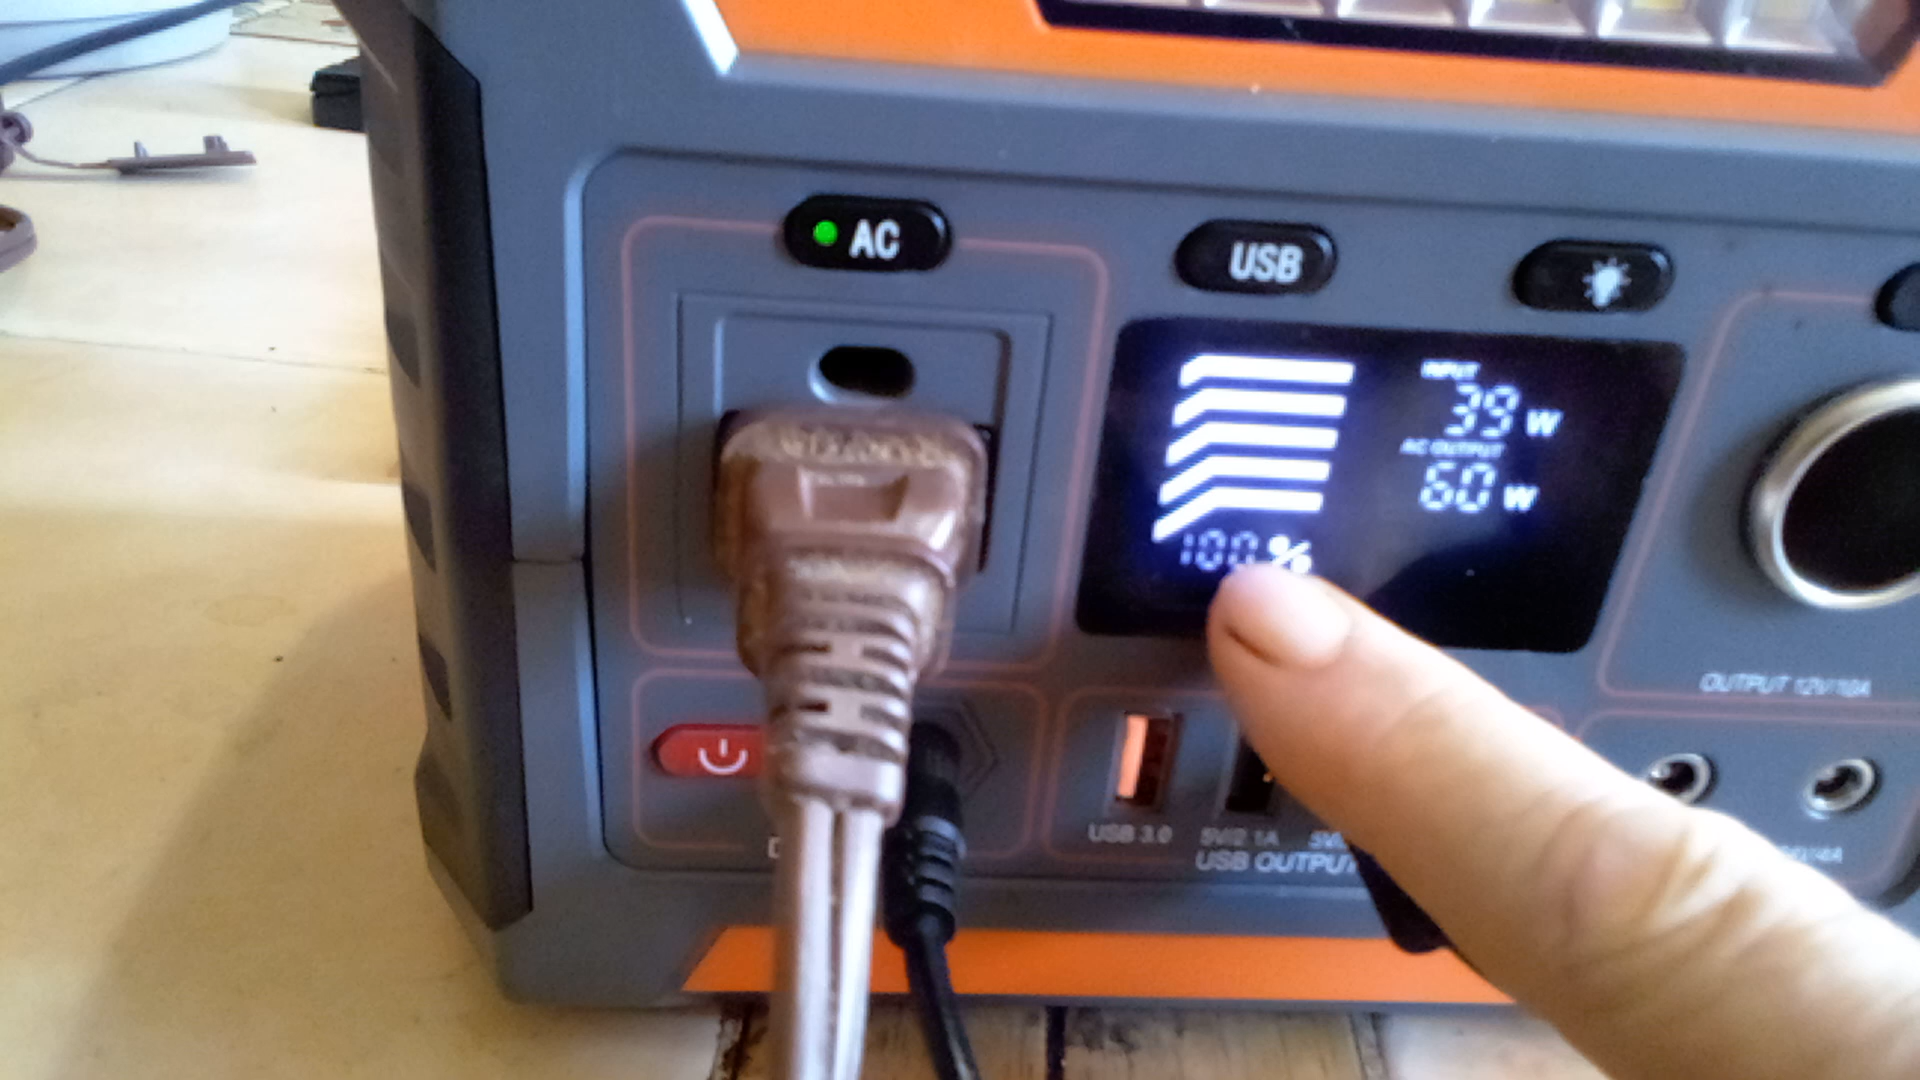 AC
USB
INPUT
39 W
AC OUTPUT
60 W
100%
OUTPUT 12V/10A
USB 3.0
5V/2.1A
USB OUTPUT